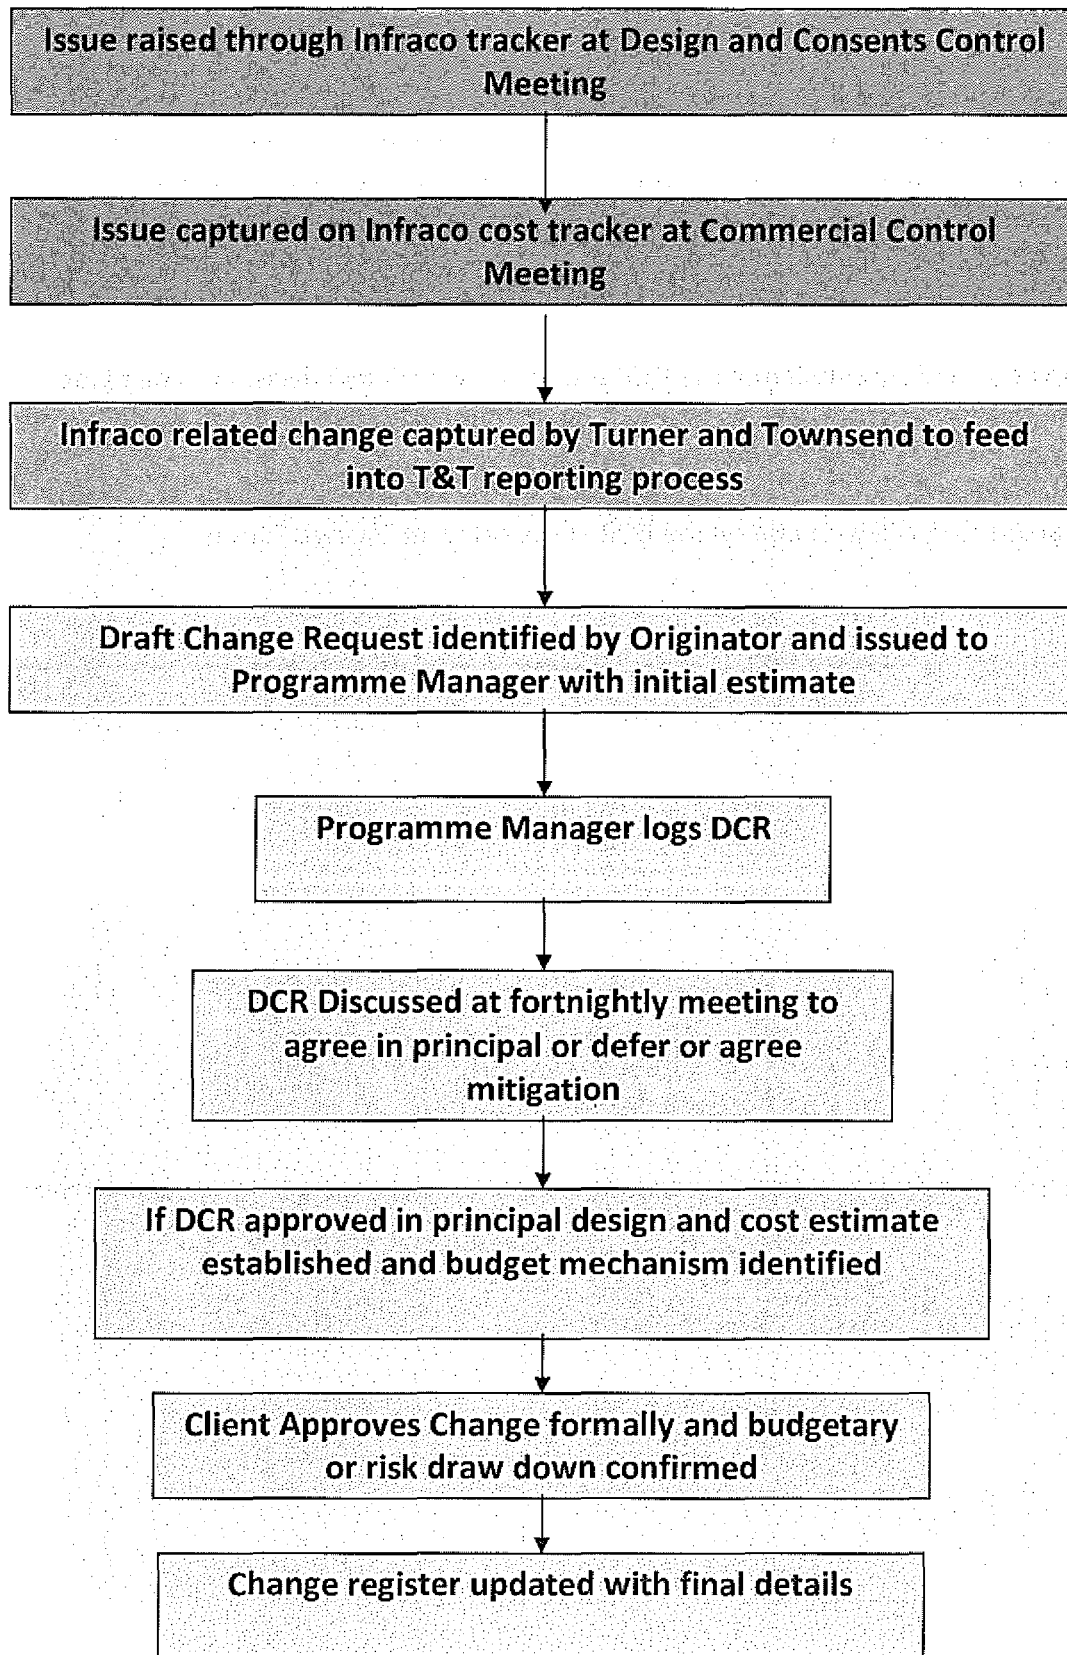 Issue raised through Infraco tracker at Design and Consents Control
Meeting
Issue captured on Infraco cost tracker at Commercial Control
Meeting
Infraco related change captured by Turner and Townsend to feed
into T&T reporting process
Draft Change Request identified by Originator and issued to
Programme Manager with initial estimate
Programme Manager logs DCR
DCR Discussed at fortnightly meeting to
agree in principal or defer or agree
mitigation
If DCR approved in principal design and cost estimate
established and budget mechanism identified
Client Approves Change formally and budgetary
or risk draw down confirmed
Change register updated with final details